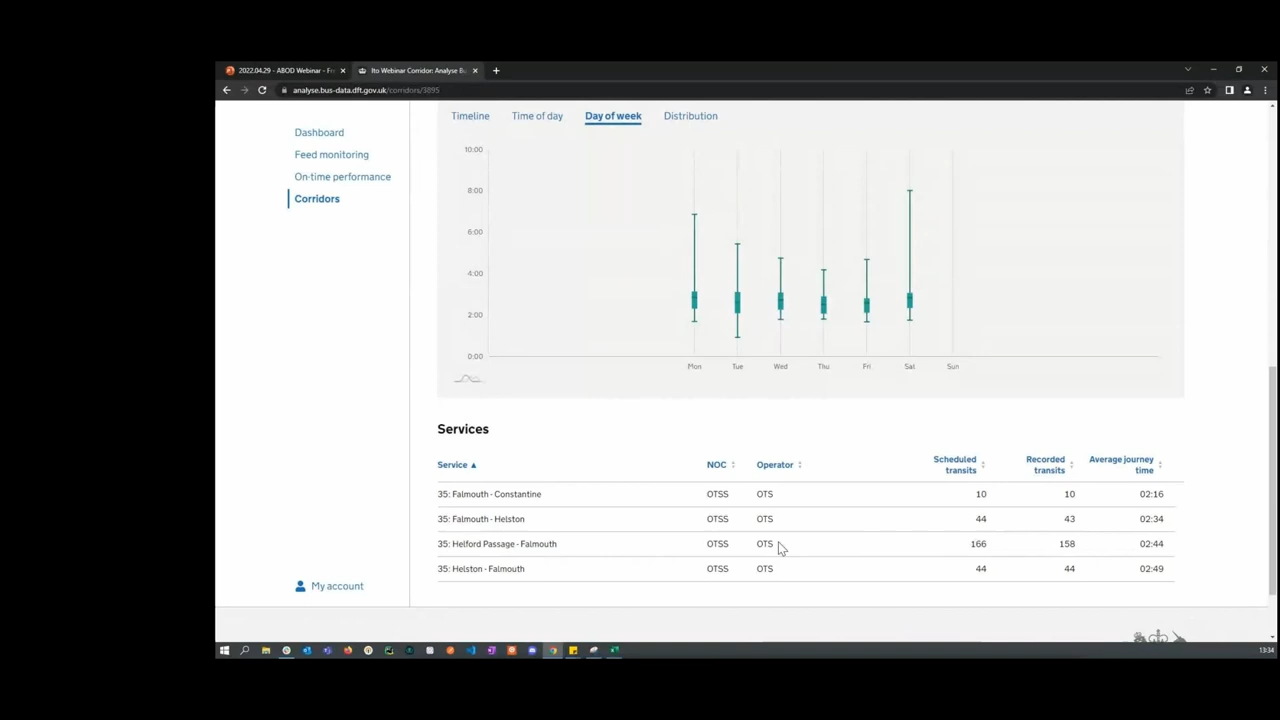 2022.04.29 - ABOD Webinar - Fr
Ito Webinar Corridor: Analyse Bu
analyse.bus-data.dft.gov.uk/corridors/3895
Timeline Time of day Day of week Distribution
Dashboard
Feed monitoring
On-time performance
Corridors
10:00
8:00
6:00
4:00
2:00
0:00
Mon Tue Wed Thu Fri Sat Sun
Services
Service NOC Operator Scheduled transits Recorded transits Average journey time
35: Falmouth - Constantine OTSS OTS 10 10 02:16
35: Falmouth - Helston OTSS OTS 44 43 02:34
35: Helford Passage - Falmouth OTSS OTS 166 158 02:44
35: Helston - Falmouth OTSS OTS 44 44 02:49
My account
13:34